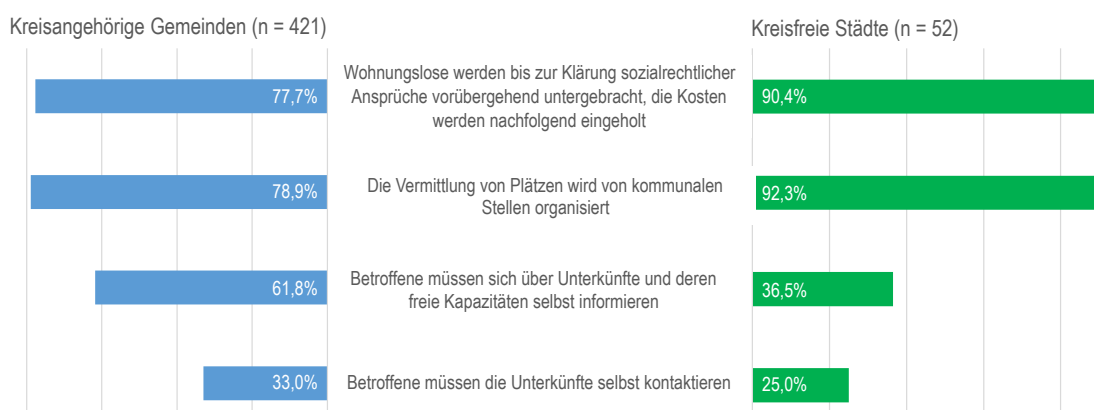 Kreisangehörige Gemeinden (n = 421)
Kreisfreie Städte (n = 52)
77,7%
Wohnungslose werden bis zur Klärung sozialrechtlicher
Ansprüche vorübergehend untergebracht, die Kosten
werden nachfolgend eingeholt
90,4%
78,9%
Die Vermittlung von Plätzen wird von kommunalen
Stellen organisiert
92,3%
61,8%
Betroffene müssen sich über Unterkünfte und deren
freie Kapazitäten selbst informieren
36,5%
33,0%
Betroffene müssen die Unterkünfte selbst kontaktieren
25,0%